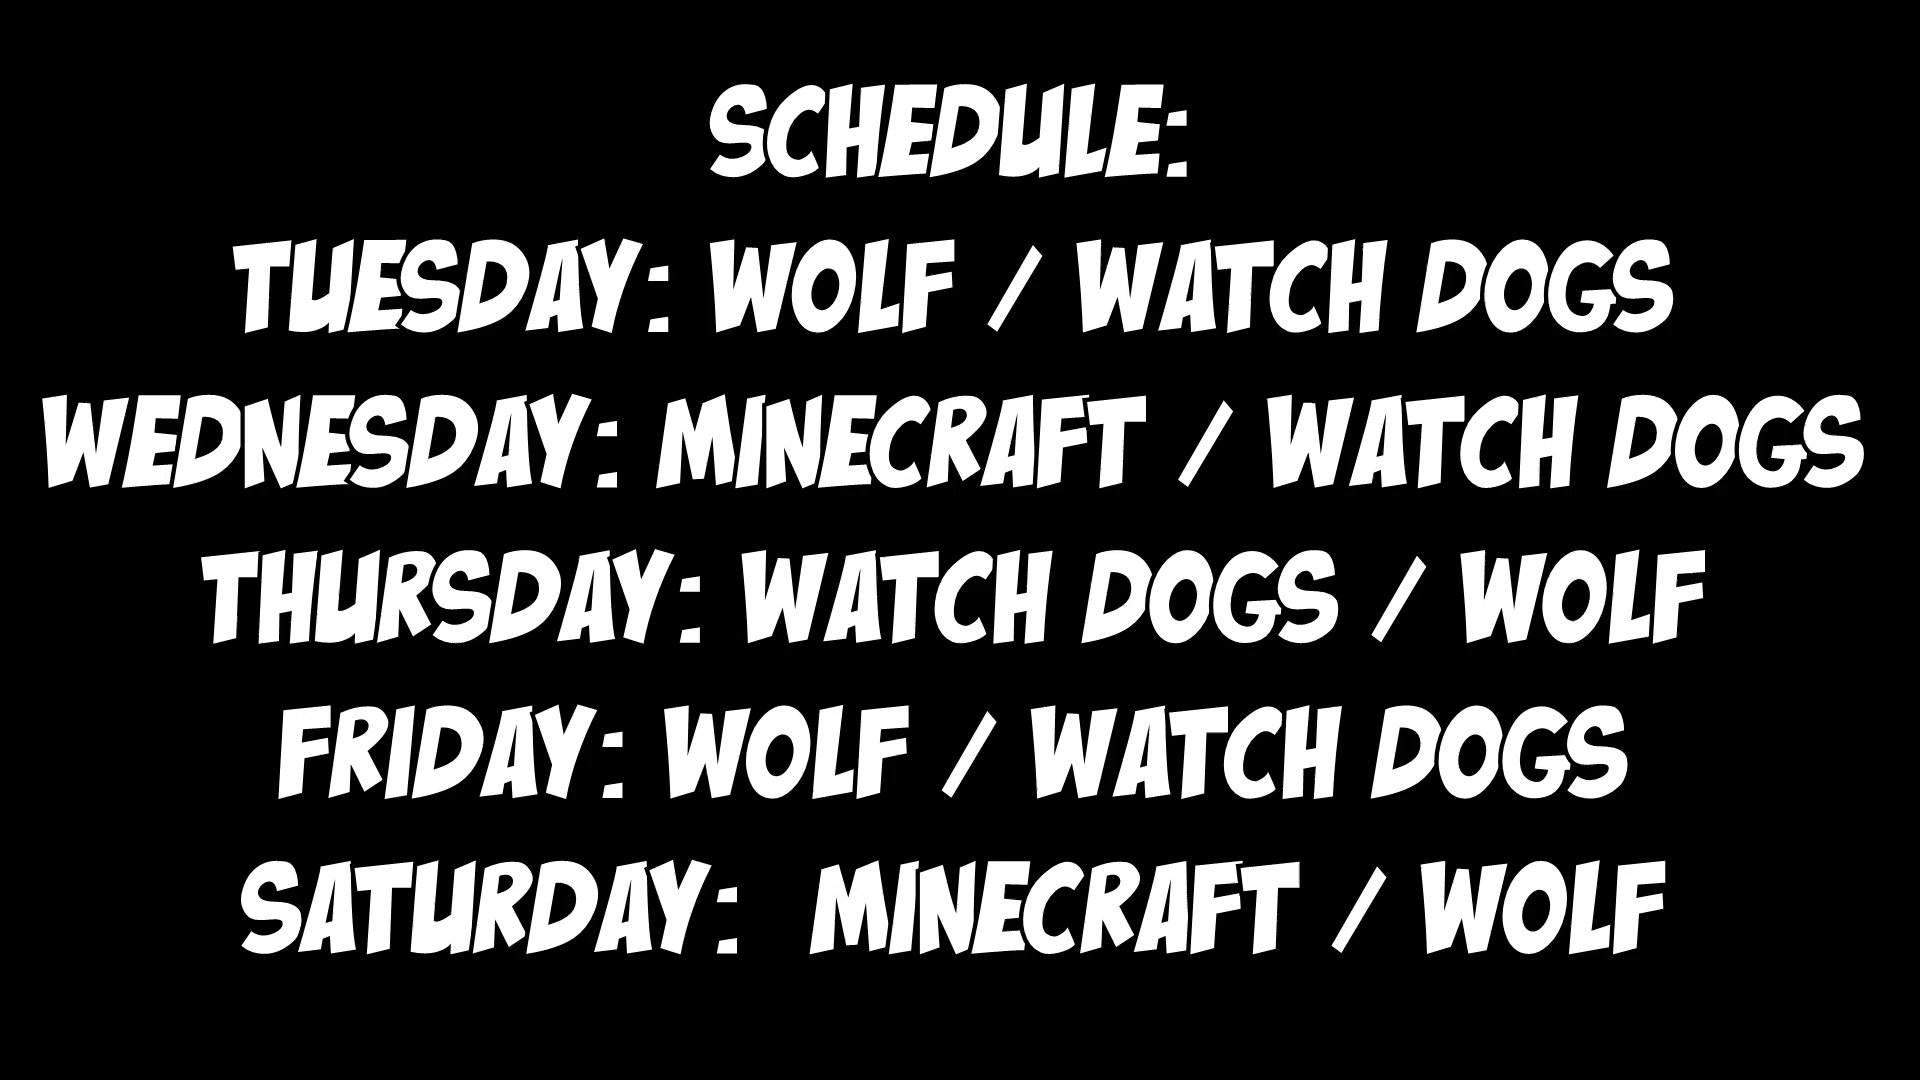 SCHEDULE:
TUESDAY: WOLF / WATCH DOGS
WEDNESDAY: MINECRAFT / WATCH DOGS
THURSDAY: WATCH DOGS / WOLF
FRIDAY: WOLF / WATCH DOGS
SATURDAY: MINECRAFT / WOLF